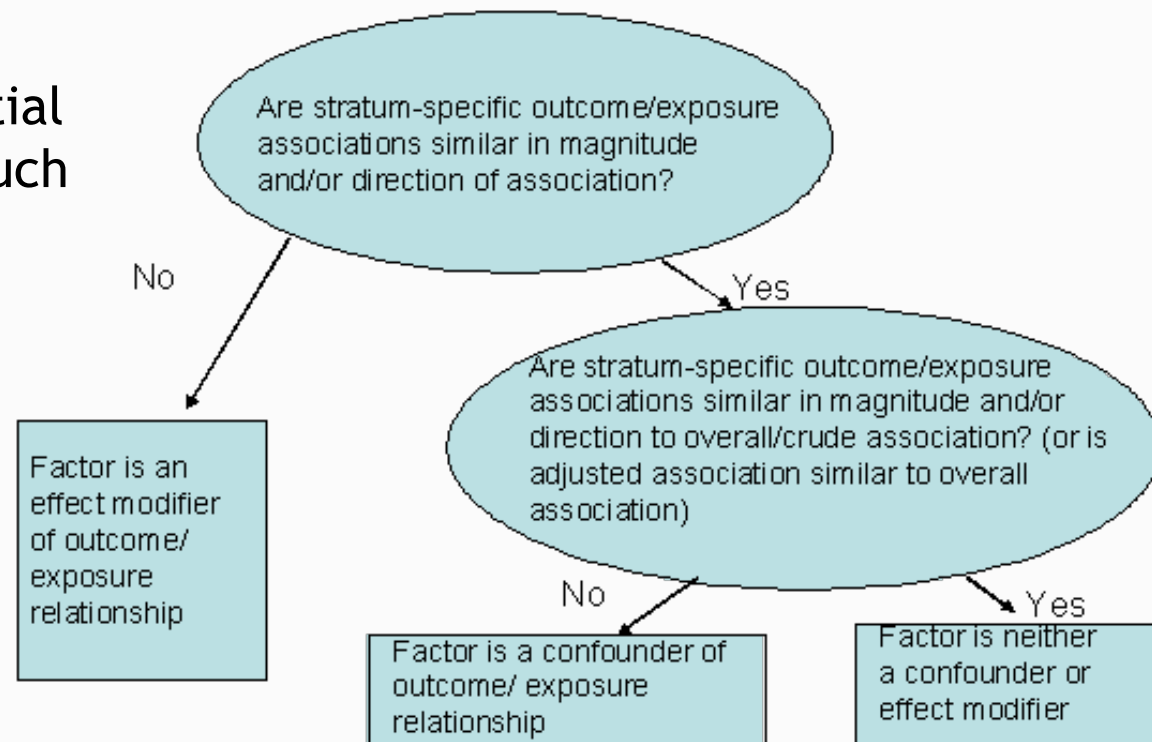 Are stratum-specific outcome/exposure
associations similar in magnitude
and/or direction of association?
No
Yes
Are stratum-specific outcome/exposure
associations similar in magnitude and/or
direction to overall/crude association? (or is
adjusted association similar to overall
association)
Factor is an
effect modifier
of outcome/
exposure
relationship
No
Yes
Factor is a confounder of
outcome/ exposure
relationship
Factor is neither
a confounder or
effect modifier